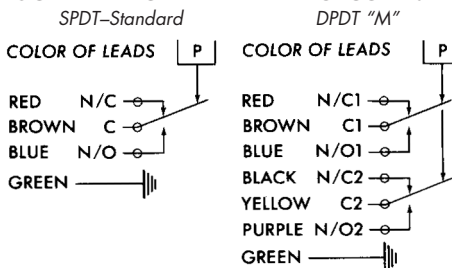 SPDT–Standard
COLOR OF LEADS P
RED N/C
BROWN C
BLUE N/O
GREEN
DPDT "M"
COLOR OF LEADS P
RED N/C1
BROWN C1
BLUE N/O1
BLACK N/C2
YELLOW C2
PURPLE N/O2
GREEN